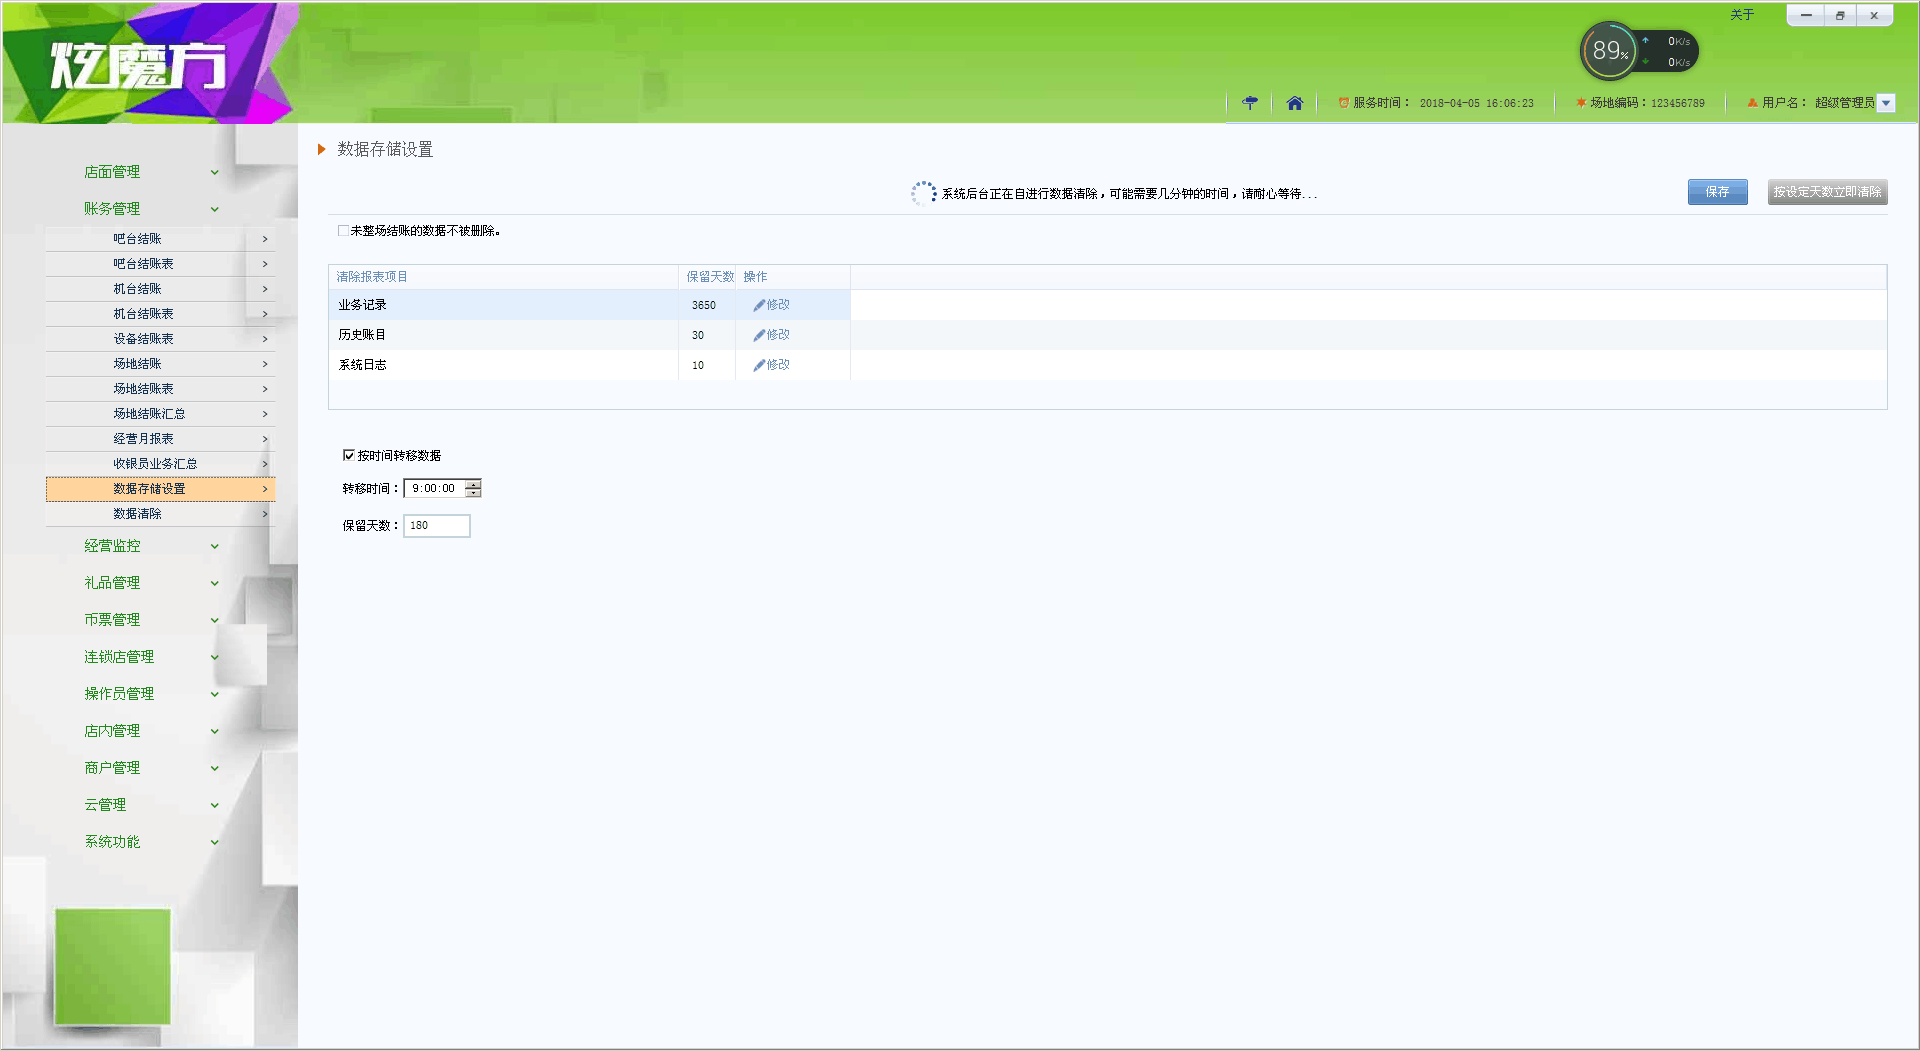 关于
炫魔方
89%
0K/s
0K/s
服务时间： 2018-04-05 16:06:23
场地编码：123456789
用户名： 超级管理员
店面管理
账务管理
吧台结账
吧台结账表
机台结账
机台结账表
设备结账表
场地结账
场地结账表
场地结账汇总
经营月报表
收银员业务汇总
数据存储设置
数据清除
经营监控
礼品管理
币票管理
连锁店管理
操作员管理
店内管理
商户管理
云管理
系统功能
数据存储设置
系统后台正在自进行数据清除，可能需要几分钟的时间，请耐心等待...
保存
按设定天数立即清除
未整场结账的数据不被删除。
清除报表项目 保留天数 操作
业务记录 3650 修改
历史账目 30 修改
系统日志 10 修改
按时间转移数据
转移时间： 9:00:00
保留天数： 180